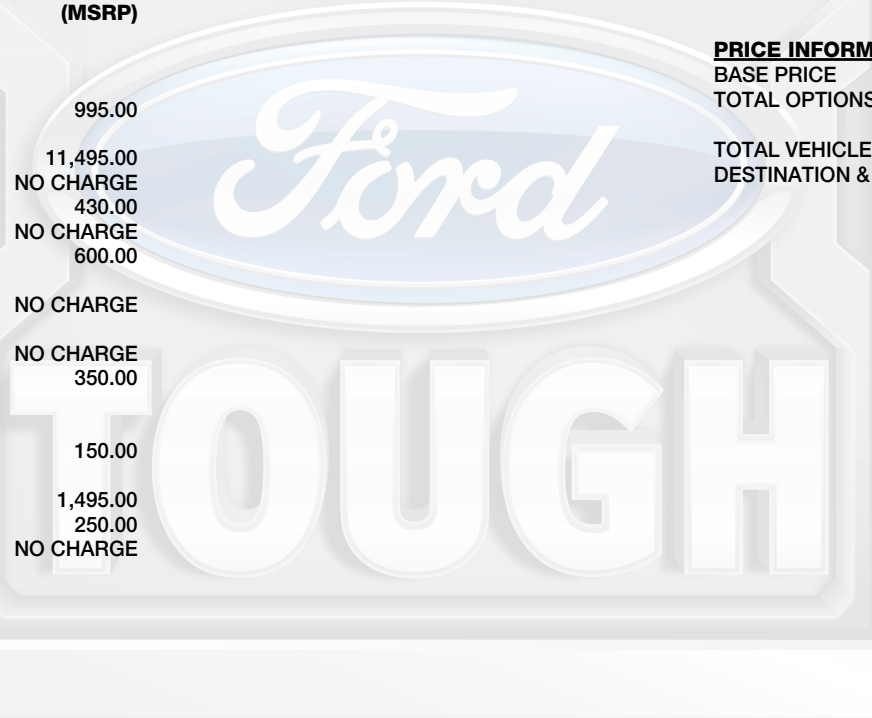 (MSRP)
995.00
11,495.00
NO CHARGE
430.00
NO CHARGE
600.00
NO CHARGE
NO CHARGE
350.00
150.00
1,495.00
250.00
NO CHARGE
PRICE INFORM
BASE PRICE
TOTAL OPTIONS
TOTAL VEHICLE
DESTINATION &
Ford
TOUGH